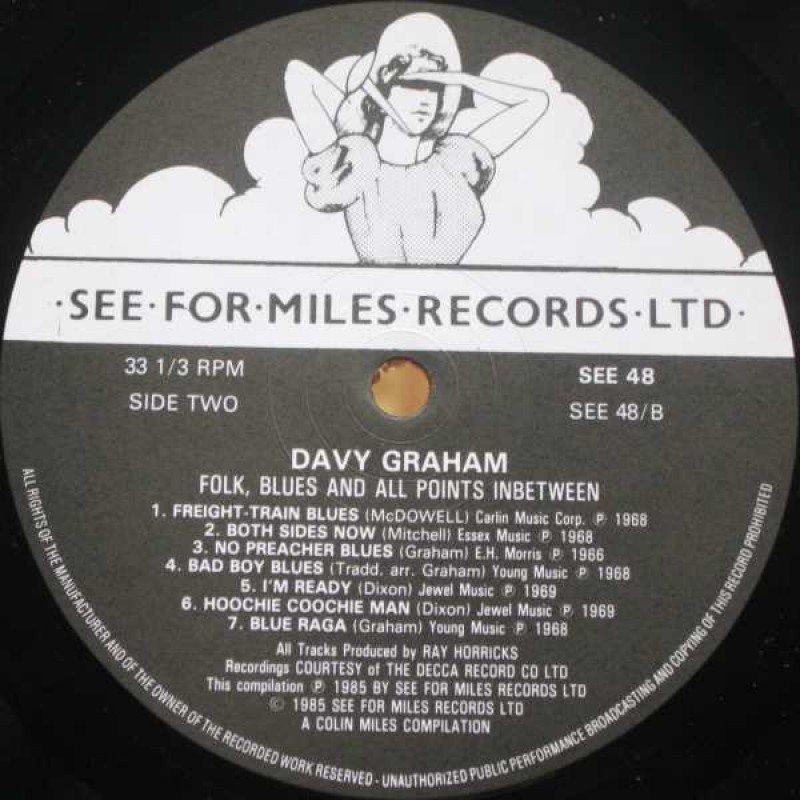 ·SEE·FOR·MILES·RECORDS·LTD·
33 1/3 RPM
SIDE TWO
SEE 48
SEE 48/B
DAVY GRAHAM
FOLK, BLUES AND ALL POINTS INBETWEEN
1. FREIGHT-TRAIN BLUES (McDOWELL) Carlin Music Corp. ℗ 1968
2. BOTH SIDES NOW (Mitchell) Essex Music ℗ 1968
3. NO PREACHER BLUES (Graham) E.H. Morris ℗ 1966
4. BAD BOY BLUES (Tradd. arr. Graham) Young Music ℗ 1968
5. I'M READY (Dixon) Jewel Music ℗ 1969
6. HOOCHIE COOCHIE MAN (Dixon) Jewel Music ℗ 1969
7. BLUE RAGA (Graham) Young Music ℗ 1968
All Tracks Produced by RAY HORRICKS
Recordings COURTESY of THE DECCA RECORD CO LTD
This compilation ℗ 1985 BY SEE FOR MILES RECORDS LTD
© 1985 SEE FOR MILES RECORDS LTD
A COLIN MILES COMPILATION
ALL RIGHTS OF THE MANUFACTURER AND OF THE OWNER OF THE RECORDED WORK RESERVED - UNAUTHORIZED PUBLIC PERFORMANCE BROADCASTING AND COPYING OF THIS RECORD PROHIBITED